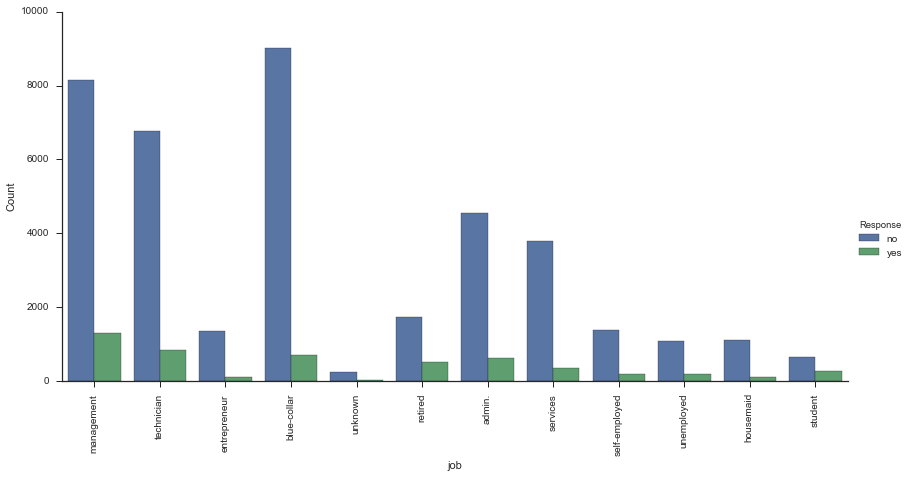 10000
8000
6000
4000
2000
0
Count
management
technician
entrepreneur
blue-collar
unknown
retired
admin.
services
self-employed
unemployed
housemaid
student
job
Response
no
yes